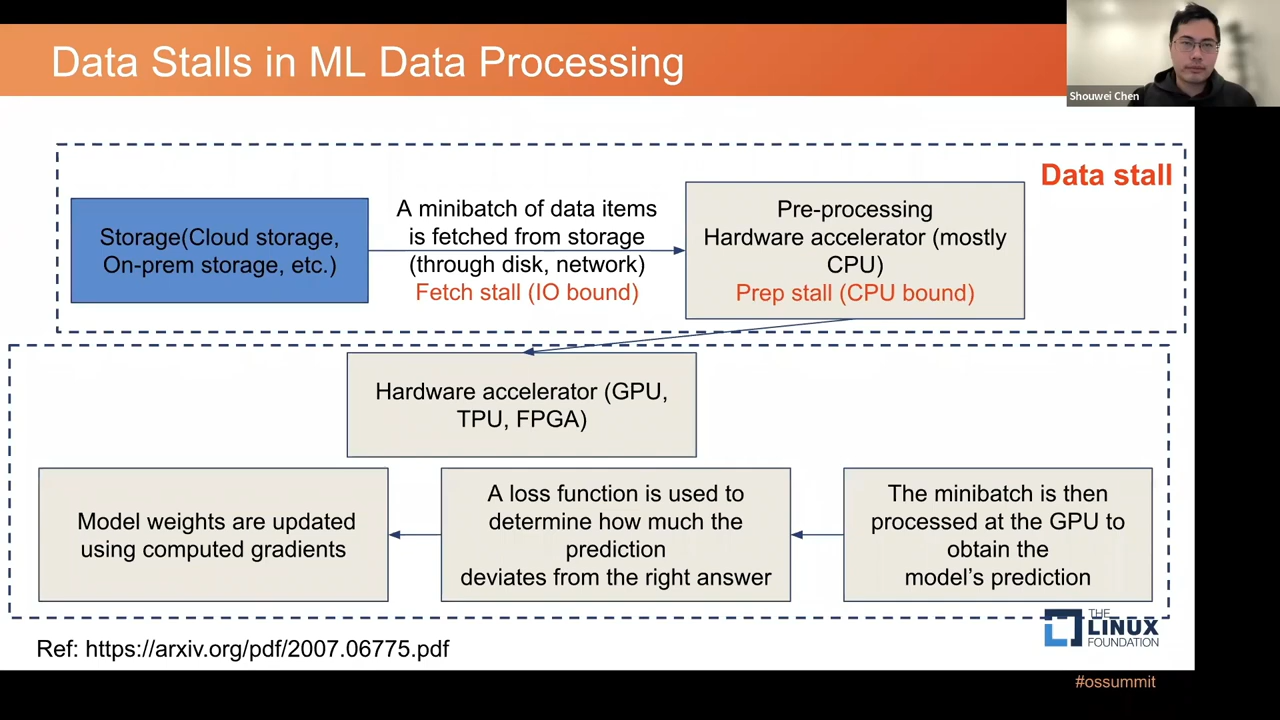 Data Stalls in ML Data Processing
Shouwei Chen
Data stall
Storage(Cloud storage,
On-prem storage, etc.)
A minibatch of data items
is fetched from storage
(through disk, network)
Fetch stall (IO bound)
Pre-processing
Hardware accelerator (mostly
CPU)
Prep stall (CPU bound)
Hardware accelerator (GPU,
TPU, FPGA)
Model weights are updated
using computed gradients
A loss function is used to
determine how much the
prediction
deviates from the right answer
The minibatch is then
processed at the GPU to
obtain the
model's prediction
Ref: https://arxiv.org/pdf/2007.06775.pdf
THE
LINUX
FOUNDATION
#ossummit